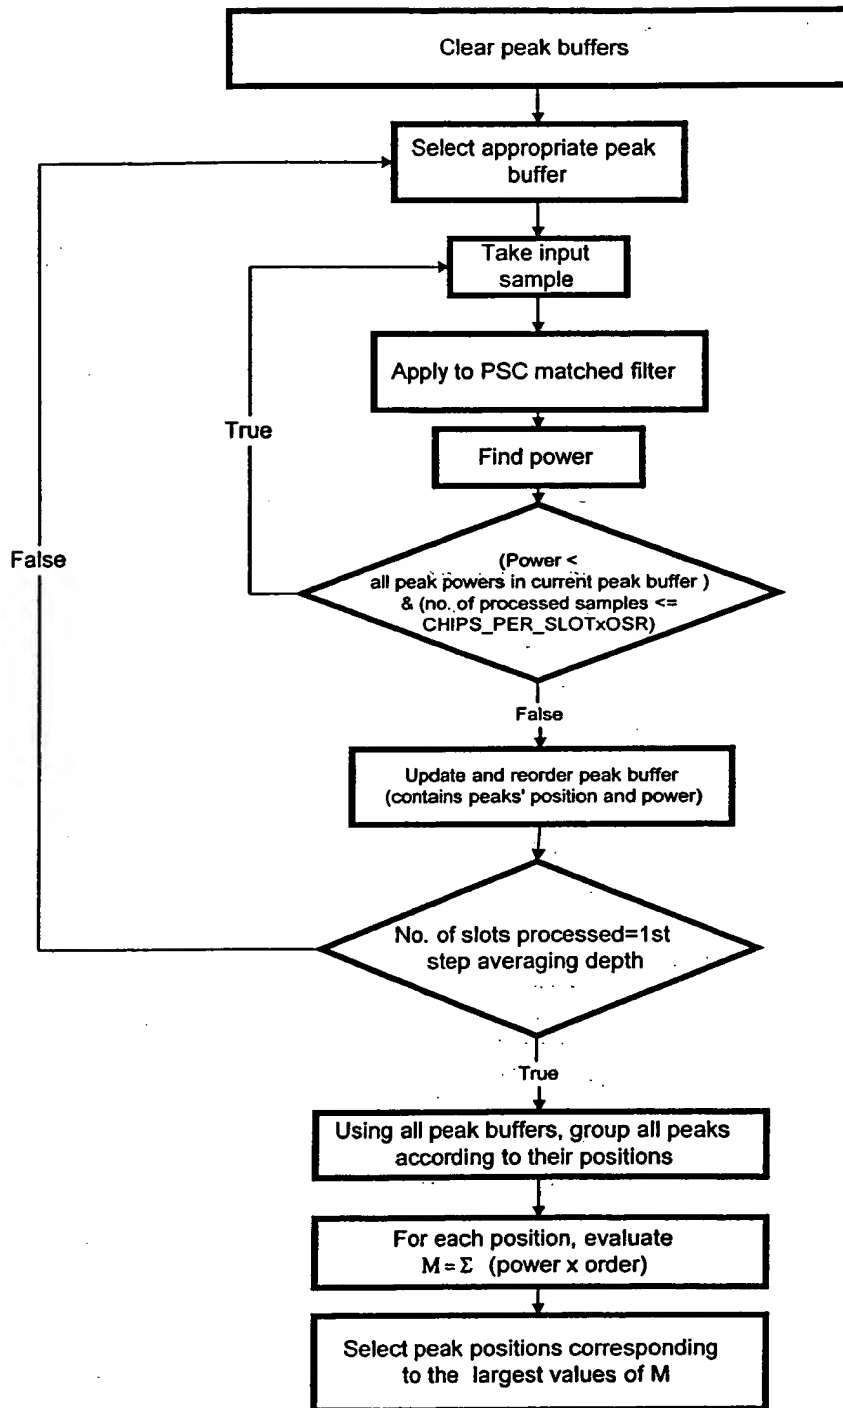 Clear peak buffers
Select appropriate peak
buffer
Take input
sample
Apply to PSC matched filter
True
Find power
False
(Power <
all peak powers in current peak buffer )
& (no. of processed samples <=
CHIPS_PER_SLOTxOSR)
False
Update and reorder peak buffer
(contains peaks' position and power)
No. of slots processed=1st
step averaging depth
True
Using all peak buffers, group all peaks
according to their positions
For each position, evaluate
M = Σ (power x order)
Select peak positions corresponding
to the largest values of M